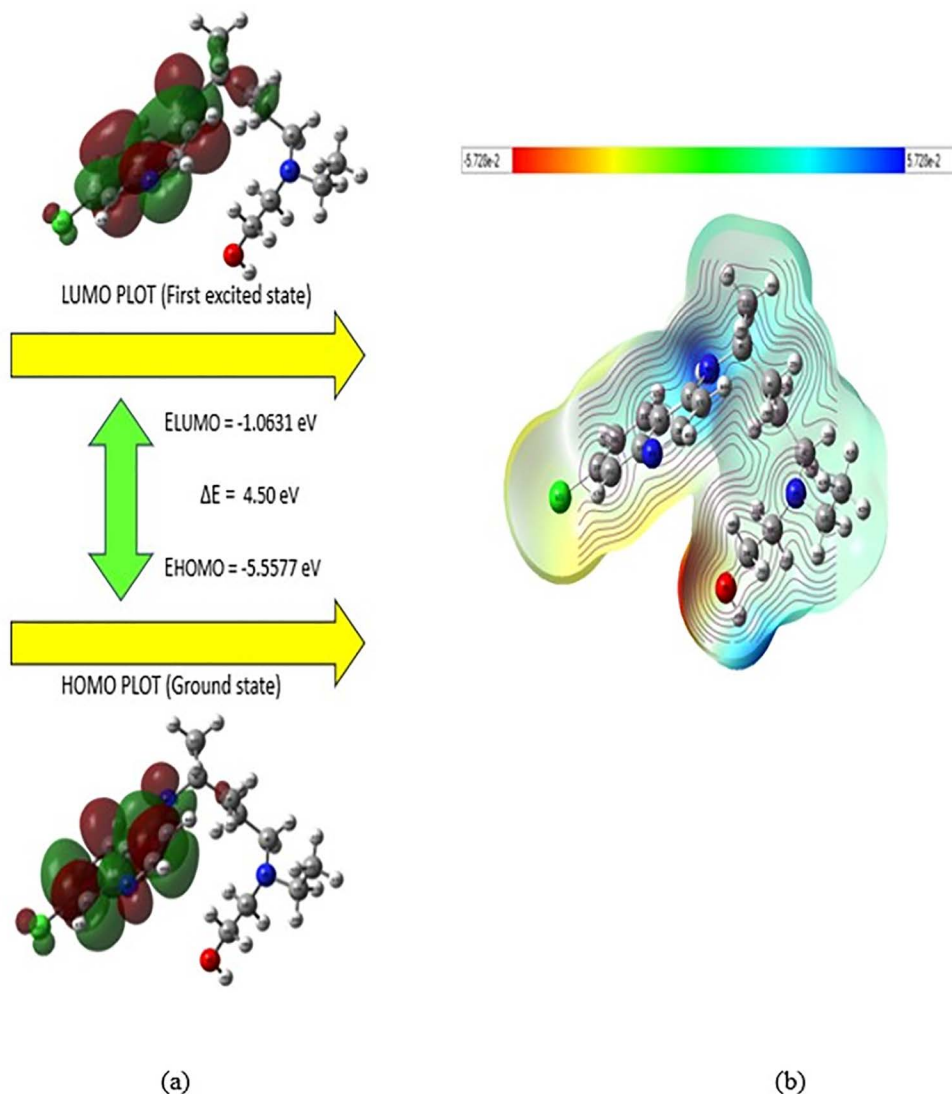 LUMO PLOT (First excited state)
ELUMO = -1.0631 eV
ΔE = 4.50 eV
EHOMO = -5.5577 eV
HOMO PLOT (Ground state)
(a)
-5.728e-2
5.728e-2
(b)